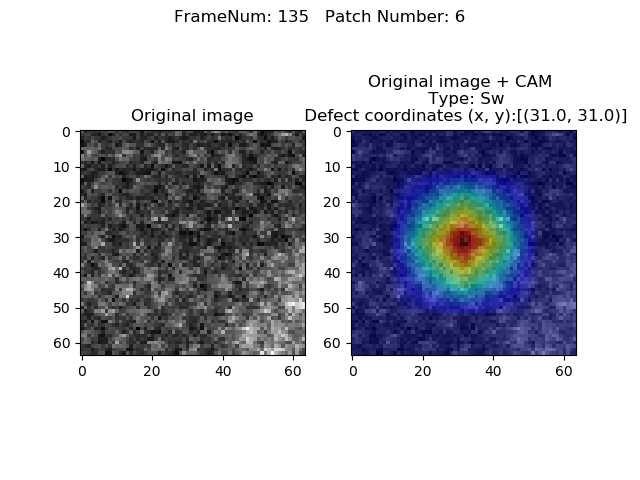 FrameNum: 135   Patch Number: 6
Original image
Original image + CAM
Type: Sw
Defect coordinates (x, y):[(31.0, 31.0)]
0
10
20
30
40
50
60
0 20 40 60
0
10
20
30
40
50
60
0 20 40 60